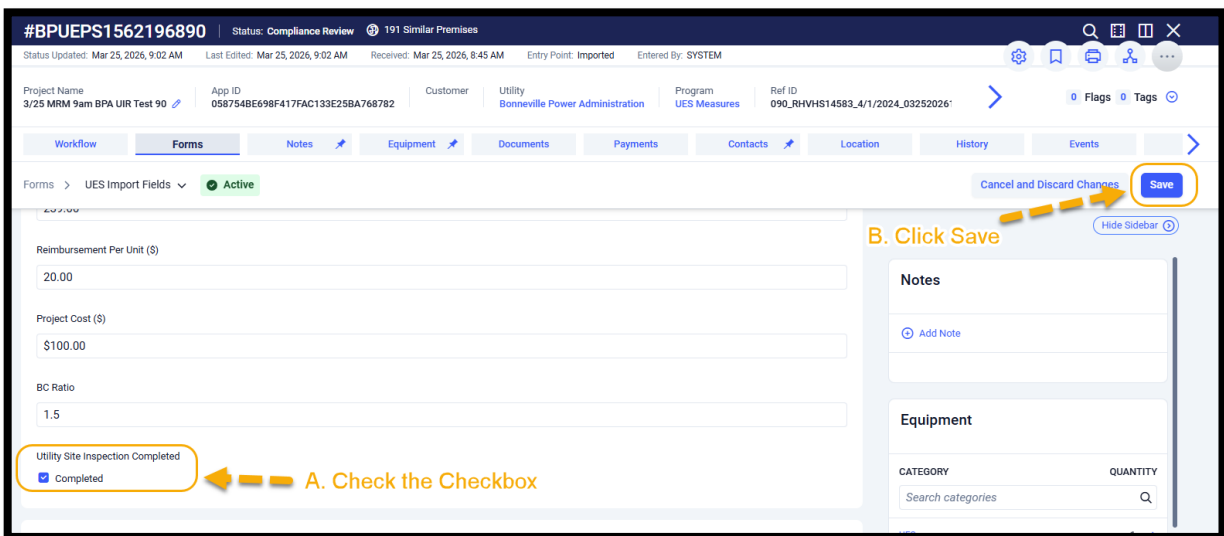 #BPUEPS1562196890 | Status: Compliance Review 191 Similar Premises
Status Updated: Mar 25, 2026, 9:02 AM Last Edited: Mar 25, 2026, 9:02 AM Received: Mar 25, 2026, 8:45 AM Entry Point: Imported Entered By: SYSTEM
Project Name App ID Customer Utility Program Ref ID
3/25 MRM 9am BPA UIR Test 90 058754BE698F417FAC133E25BA768782 Bonneville Power Administration UES Measures 090_RHVHS14583_4/1/2024_03252026 0 Flags 0 Tags
Workflow Forms Notes Equipment Documents Payments Contacts Location History Events
Forms > UES Import Fields Active Cancel and Discard Changes Save
239.00
B. Click Save
Hide Sidebar
Reimbursement Per Unit ($)
20.00
Project Cost ($)
$100.00
BC Ratio
1.5
Utility Site Inspection Completed
Completed
A. Check the Checkbox
Notes
Add Note
Equipment
CATEGORY QUANTITY
Search categories
UES